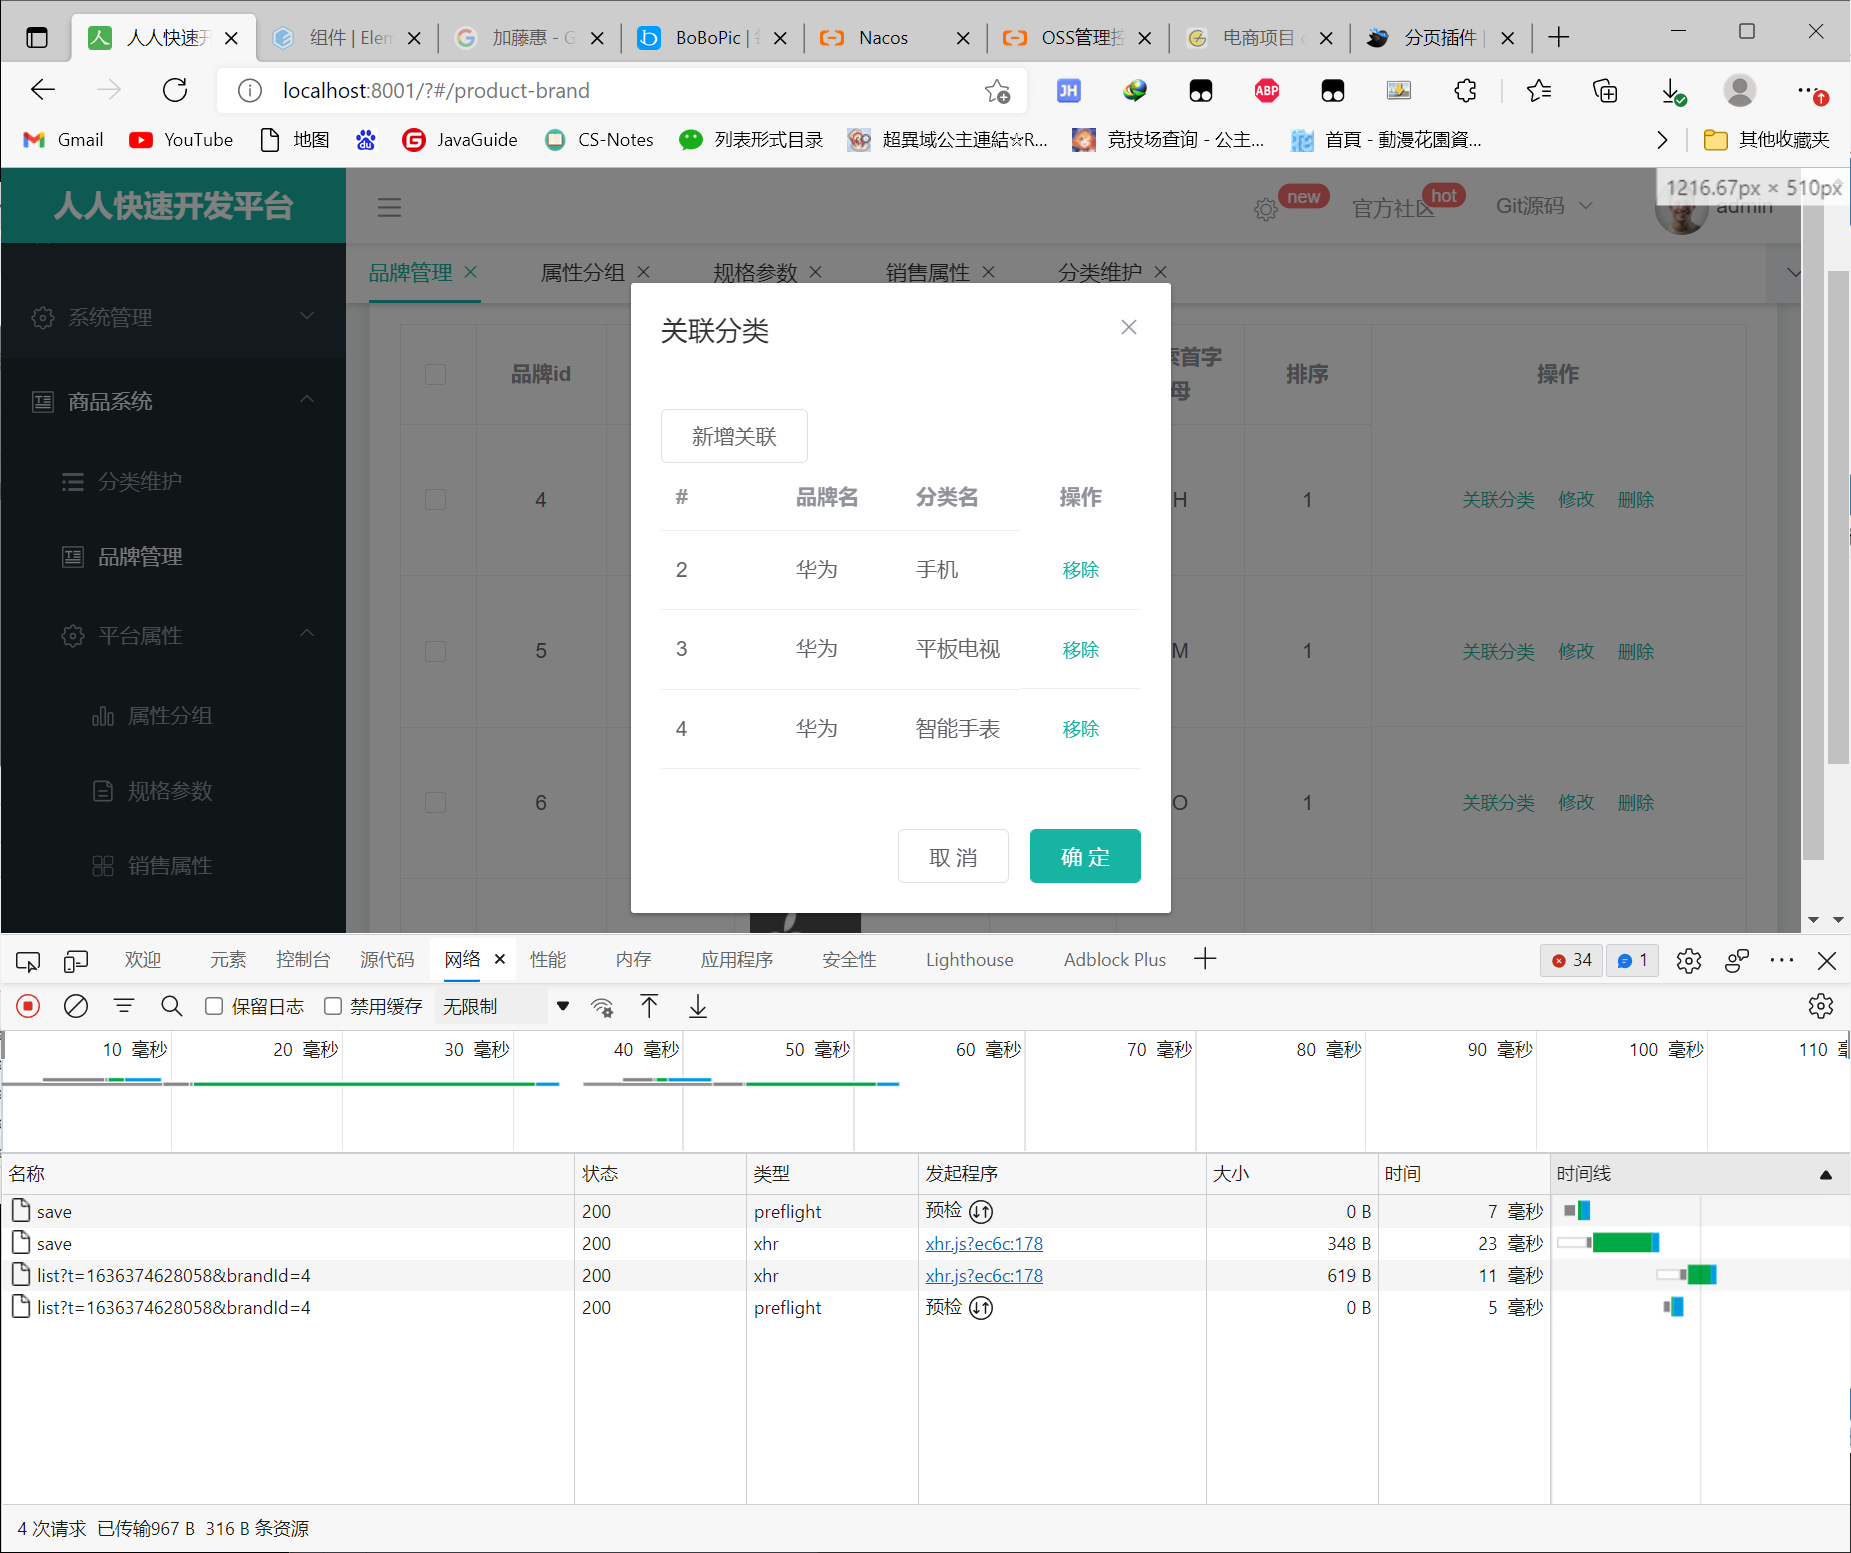 人人快速开
组件 | Elem
加藤惠 - G
BoBoPic |
Nacos
OSS管理控
电商项目
分页插件 |
localhost:8001/?#/product-brand
JH
ABP
Gmail
YouTube
地图
JavaGuide
CS-Notes
列表形式目录
超異域公主連結☆R...
竞技场查询 - 公主...
首頁 - 動漫花園資...
其他收藏夹
人人快速开发平台
new
官方社区
hot
Git源码
admin
1216.67px × 510px
品牌管理
属性分组
规格参数
销售属性
分类维护
系统管理
商品系统
分类维护
品牌管理
平台属性
属性分组
规格参数
销售属性
品牌id
索首字
母
排序
操作
4
H
1
关联分类 修改 删除
5
M
1
关联分类 修改 删除
6
O
1
关联分类 修改 删除
关联分类
新增关联
# 品牌名 分类名 操作
2 华为 手机 移除
3 华为 平板电视 移除
4 华为 智能手表 移除
取 消
确 定
欢迎 元素 控制台 源代码 网络 性能 内存 应用程序 安全性 Lighthouse Adblock Plus
34
1
保留日志
禁用缓存
无限制
10 毫秒 20 毫秒 30 毫秒 40 毫秒 50 毫秒 60 毫秒 70 毫秒 80 毫秒 90 毫秒 100 毫秒 110
名称 状态 类型 发起程序 大小 时间 时间线
save 200 preflight 预检 0 B 7 毫秒
save 200 xhr xhr.js?ec6c:178 348 B 23 毫秒
list?t=1636374628058&brandId=4 200 xhr xhr.js?ec6c:178 619 B 11 毫秒
list?t=1636374628058&brandId=4 200 preflight 预检 0 B 5 毫秒
4 次请求 已传输967 B 316 B 条资源